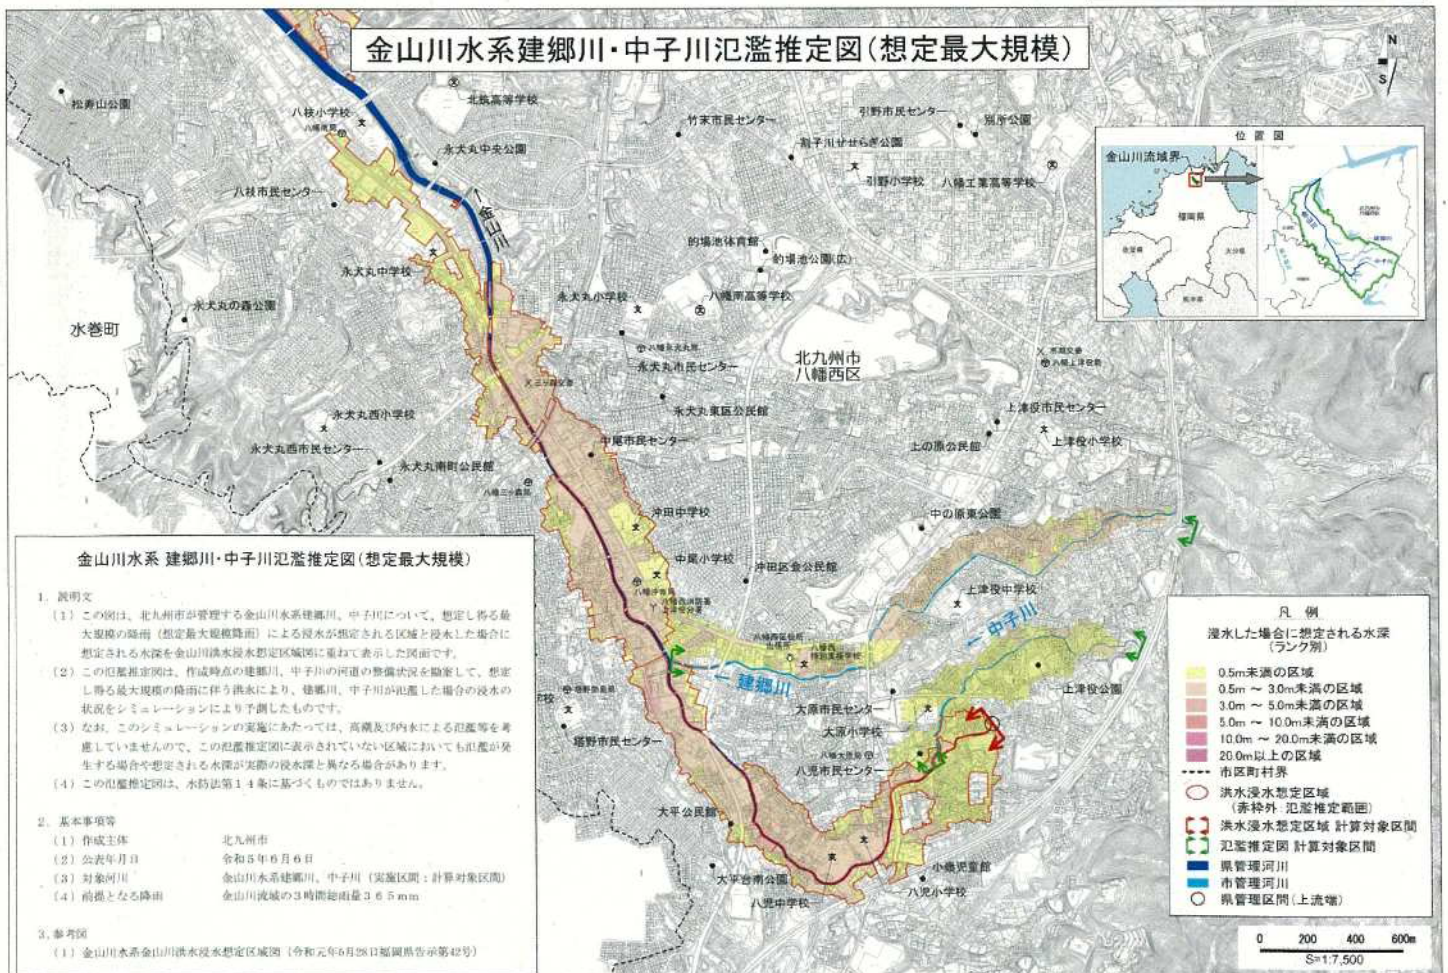 金山川水系建郷川・中子川氾濫推定図(想定最大規模)
N
S
松寿山公園
八枝小学校
北筑高等学校
永犬丸中央公園
竹末市民センター
引野市民センター
別所公園
割子川せせらぎ公園
引野小学校
八幡工業高等学校
八枝市民センター
←金山川
永犬丸中学校
的場池体育館
的場池公園(広)
永犬丸の森公園
永犬丸小学校
八幡南高等学校
水巻町
北九州市
八幡西区
永犬丸市民センター
永犬丸西小学校
永犬丸東区公民館
永犬丸西市民センター
永犬丸南町公民館
中尾市民センター
上津役市民センター
上の原公民館
上津役小学校
沖田中学校
中の原東公園
中尾小学校
沖田区会公民館
上津役中学校
←中子川
←建郷川
上津役公園
大原市民センター
大原小学校
塔野市民センター
八児市民センター
大平公民館
大平台南公園
八児中学校
八児小学校
小嶺児童館
位置図
金山川流域界
福岡県
佐賀県
大分県
熊本県
金山川水系 建郷川・中子川氾濫推定図(想定最大規模)
1. 説明文
(1) この図は、北九州市が管理する金山川水系建郷川、中子川について、想定し得る最
大規模の降雨(想定最大規模降雨)による浸水が想定される区域と浸水した場合に
想定される水深を金山川洪水浸水想定区域図に重ねて表示した図面です。
(2) この氾濫推定図は、作成時点の建郷川、中子川の河道の整備状況を勘案して、想定
し得る最大規模の降雨に伴う洪水により、建郷川、中子川が氾濫した場合の浸水の
状況をシミュレーションにより予測したものです。
(3) なお、このシミュレーションの実施にあたっては、高潮及び内水による氾濫等を考
慮していませんので、この氾濫推定図に表示されていない区域においても氾濫が発
生する場合や想定される水深が実際の浸水深と異なる場合があります。
(4) この氾濫推定図は、水防法第14条に基づくものではありません。
2. 基本事項等
(1) 作成主体 北九州市
(2) 公表年月日 令和5年6月6日
(3) 対象河川 金山川水系建郷川、中子川(実施区間:計算対象区間)
(4) 前提となる降雨 金山川流域の3時間総雨量365mm
3. 参考図
(1) 金山川水系金山川洪水浸水想定区域図(令和元年5月28日福岡県告示第42号)
凡例
浸水した場合に想定される水深
(ランク別)
0.5m未満の区域
0.5m ～ 3.0m未満の区域
3.0m ～ 5.0m未満の区域
5.0m ～ 10.0m未満の区域
10.0m ～ 20.0m未満の区域
20.0m以上の区域
市区町村界
洪水浸水想定区域
(赤枠外 氾濫推定範囲)
洪水浸水想定区域 計算対象区間
氾濫推定図 計算対象区間
県管理河川
市管理河川
県管理区間(上流端)
0 200 400 600m
S=1:7,500